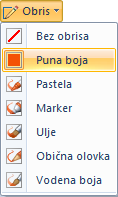 Obris
Bez obrisa
Puna boja
Pastela
Marker
Ulje
Obična olovka
Vodena boja